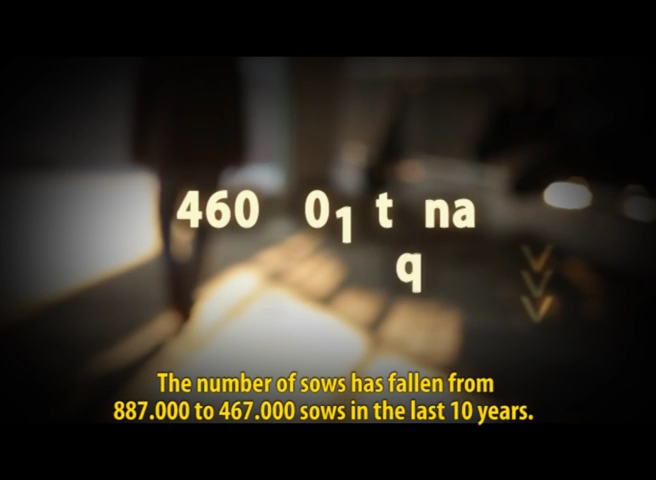 460 01 t na
q
The number of sows has fallen from
887.000 to 467.000 sows in the last 10 years.